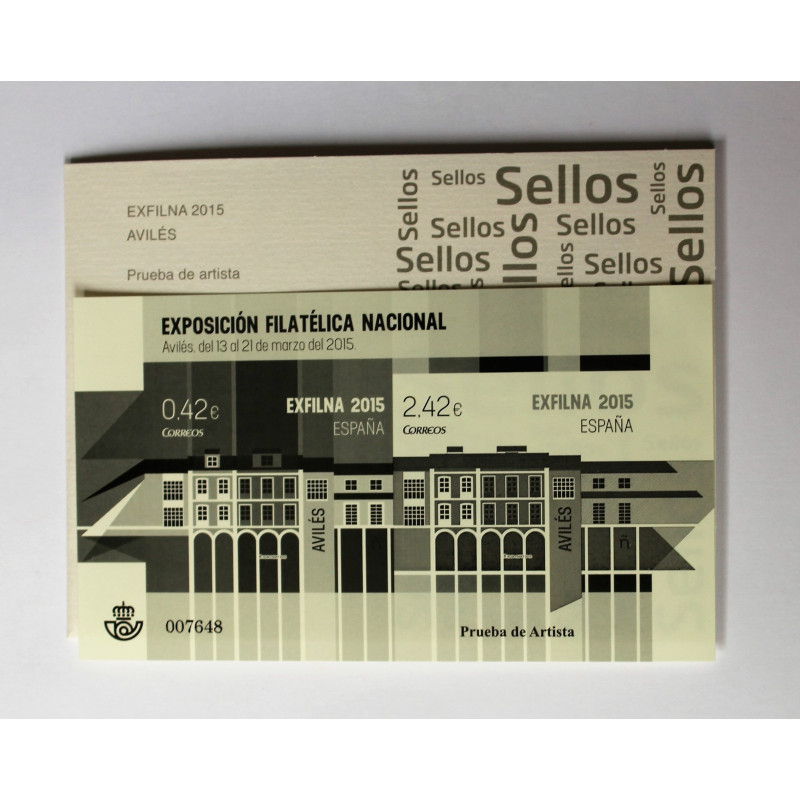 EXFILNA 2015
AVILÉS
Prueba de artista
Sellos
Sellos
Sellos
Sellos
Sellos
Sellos
Sellos
Sellos
Sellos
Sellos
EXPOSICIÓN FILATÉLICA NACIONAL
Avilés, del 13 al 21 de marzo del 2015.
0,42€
CORREOS
EXFILNA 2015
ESPAÑA
2,42€
CORREOS
EXFILNA 2015
ESPAÑA
AVILÉS
AVILÉS
007648
Prueba de Artista